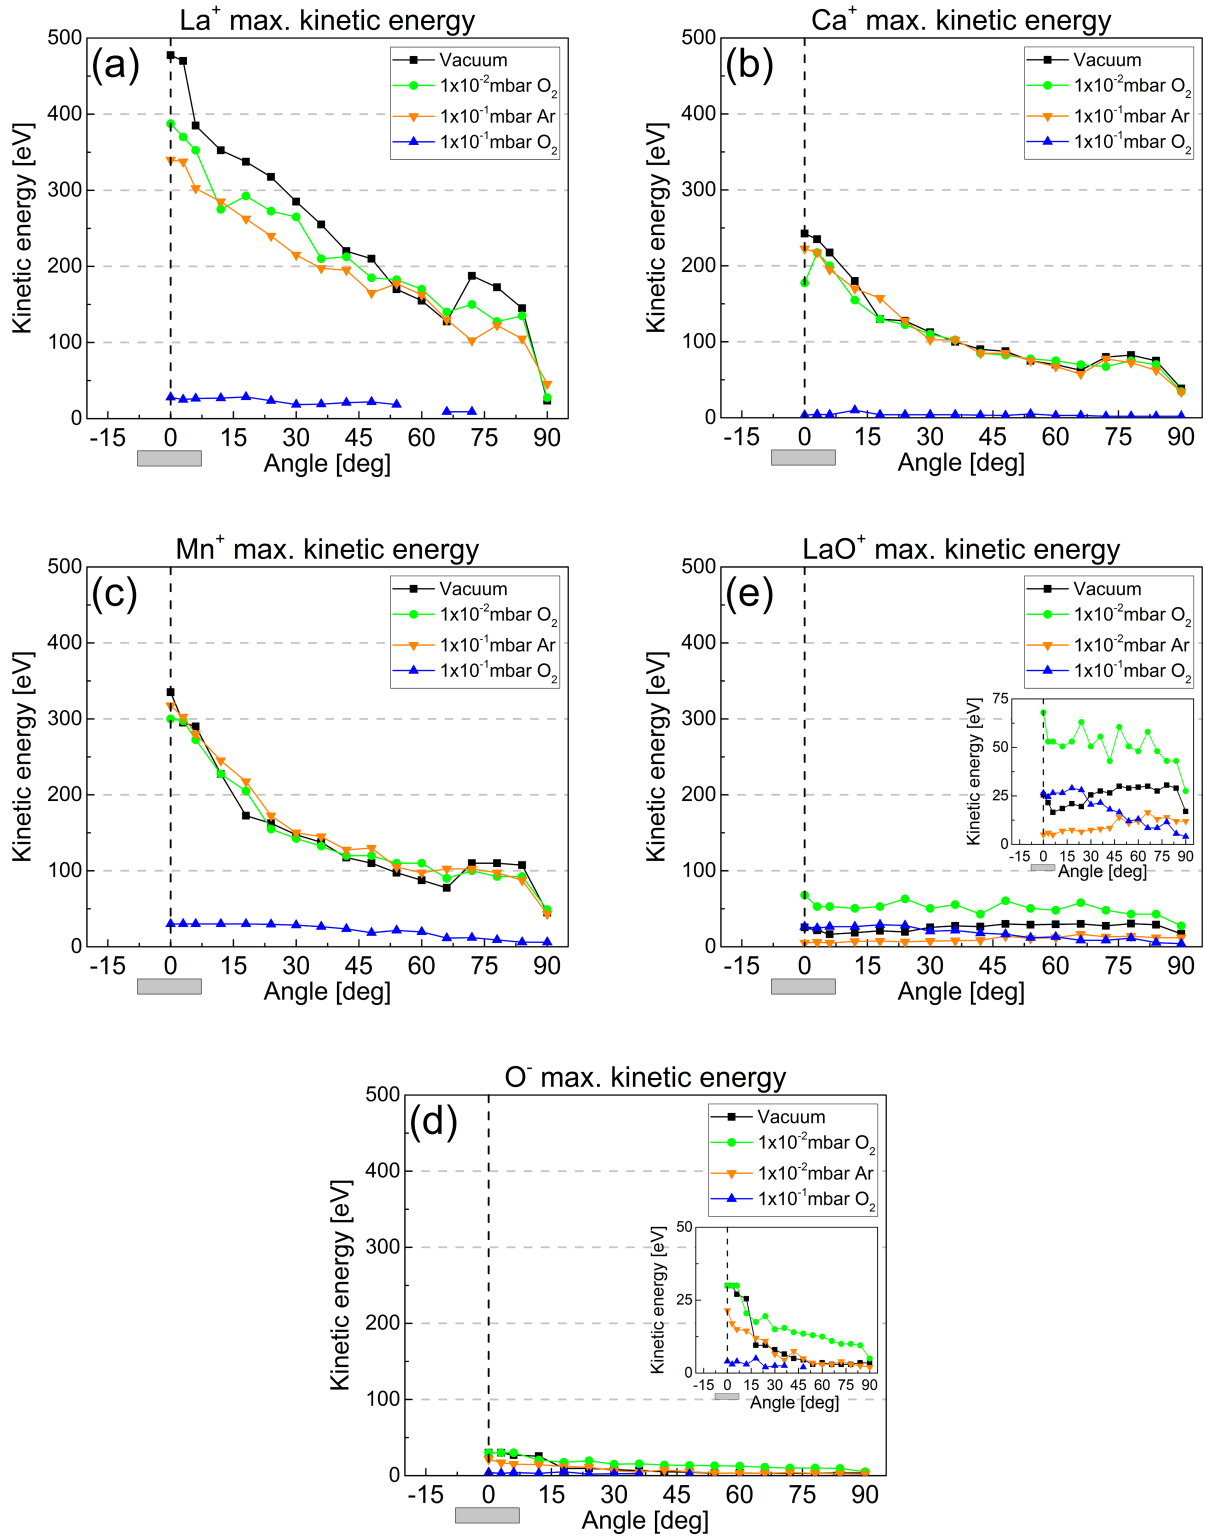 La⁺ max. kinetic energy
(a)
Vacuum
1x10⁻²mbar O₂
1x10⁻¹mbar Ar
1x10⁻¹mbar O₂
Kinetic energy [eV]
500
400
300
200
100
0
-15 0 15 30 45 60 75 90
Angle [deg]
Ca⁺ max. kinetic energy
(b)
Vacuum
1x10⁻²mbar O₂
1x10⁻¹mbar Ar
1x10⁻¹mbar O₂
Kinetic energy [eV]
500
400
300
200
100
0
-15 0 15 30 45 60 75 90
Angle [deg]
Mn⁺ max. kinetic energy
(c)
Vacuum
1x10⁻²mbar O₂
1x10⁻¹mbar Ar
1x10⁻¹mbar O₂
Kinetic energy [eV]
500
400
300
200
100
0
-15 0 15 30 45 60 75 90
Angle [deg]
LaO⁺ max. kinetic energy
(e)
Vacuum
1x10⁻²mbar O₂
1x10⁻²mbar Ar
1x10⁻¹mbar O₂
Kinetic energy [eV]
500
400
300
200
100
0
-15 0 15 30 45 60 75 90
Angle [deg]
Kinetic energy [eV]
75
50
25
0
-15 0 15 30 45 60 75 90
Angle [deg]
O⁻ max. kinetic energy
(d)
Vacuum
1x10⁻²mbar O₂
1x10⁻²mbar Ar
1x10⁻¹mbar O₂
Kinetic energy [eV]
500
400
300
200
100
0
-15 0 15 30 45 60 75 90
Angle [deg]
Kinetic energy [eV]
50
25
0
-15 0 15 30 45 60 75 90
Angle [deg]